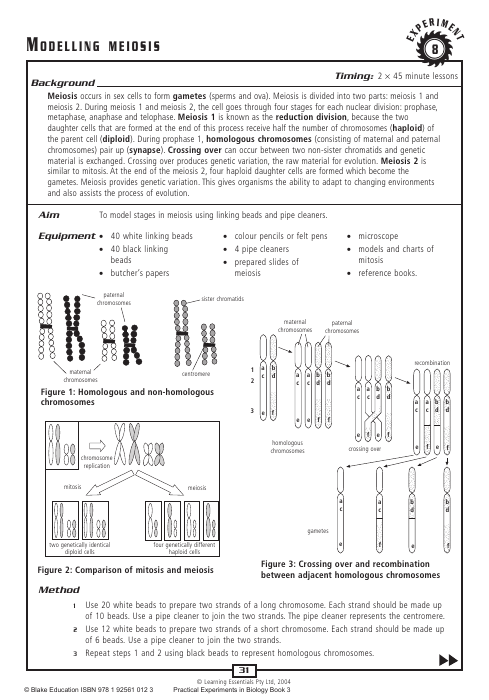 EXPERIMENT
8
MODELLING MEIOSIS
Timing: 2 × 45 minute lessons
Background
Meiosis occurs in sex cells to form gametes (sperms and ova). Meiosis is divided into two parts: meiosis 1 and
meiosis 2. During meiosis 1 and meiosis 2, the cell goes through four stages for each nuclear division: prophase,
metaphase, anaphase and telophase. Meiosis 1 is known as the reduction division, because the two
daughter cells that are formed at the end of this process receive half the number of chromosomes (haploid) of
the parent cell (diploid). During prophase 1, homologous chromosomes (consisting of maternal and paternal
chromosomes) pair up (synapse). Crossing over can occur between two non-sister chromatids and genetic
material is exchanged. Crossing over produces genetic variation, the raw material for evolution. Meiosis 2 is
similar to mitosis. At the end of the meiosis 2, four haploid daughter cells are formed which become the
gametes. Meiosis provides genetic variation. This gives organisms the ability to adapt to changing environments
and also assists the process of evolution.
Aim
To model stages in meiosis using linking beads and pipe cleaners.
Equipment
• 40 white linking beads
• 40 black linking
beads
• butcher's papers
• colour pencils or felt pens
• 4 pipe cleaners
• prepared slides of
meiosis
• microscope
• models and charts of
mitosis
• reference books.
paternal
chromosomes
sister chromatids
maternal
chromosomes
centromere
Figure 1: Homologous and non-homologous
chromosomes
chromosome
replication
mitosis
meiosis
two genetically identical
diploid cells
four genetically different
haploid cells
Figure 2: Comparison of mitosis and meiosis
maternal
chromosomes
paternal
chromosomes
recombination
1
2
3
a b
c d
e f
a a b b
c c d d
e e f f
a a b b
c c d d
e f e f
a a b b
c c d d
e f e f
homologous
chromosomes
crossing over
gametes
a a b b
c c d d
e f e f
Figure 3: Crossing over and recombination
between adjacent homologous chromosomes
Method
1 Use 20 white beads to prepare two strands of a long chromosome. Each strand should be made up
of 10 beads. Use a pipe cleaner to join the two strands. The pipe cleaner represents the centromere.
2 Use 12 white beads to prepare two strands of a short chromosome. Each strand should be made up
of 6 beads. Use a pipe cleaner to join the two strands.
3 Repeat steps 1 and 2 using black beads to represent homologous chromosomes.
31
© Learning Essentials Pty Ltd, 2004
© Blake Education ISBN 978 1 92561 012 3 Practical Experiments in Biology Book 3